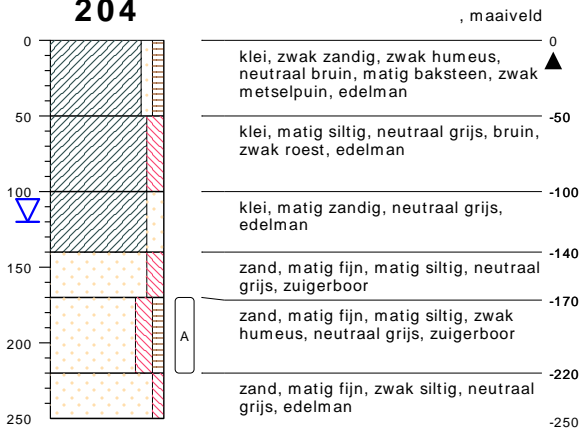 204
, maaiveld
0
0
klei, zwak zandig, zwak humeus,
neutraal bruin, matig baksteen, zwak
metselpuin, edelman
50
-50
klei, matig siltig, neutraal grijs, bruin,
zwak roest, edelman
100
-100
klei, matig zandig, neutraal grijs,
edelman
-140
150
zand, matig fijn, matig siltig, neutraal
grijs, zuigerboor
-170
zand, matig fijn, matig siltig, zwak
humeus, neutraal grijs, zuigerboor
A
200
-220
zand, matig fijn, zwak siltig, neutraal
grijs, edelman
250
-250